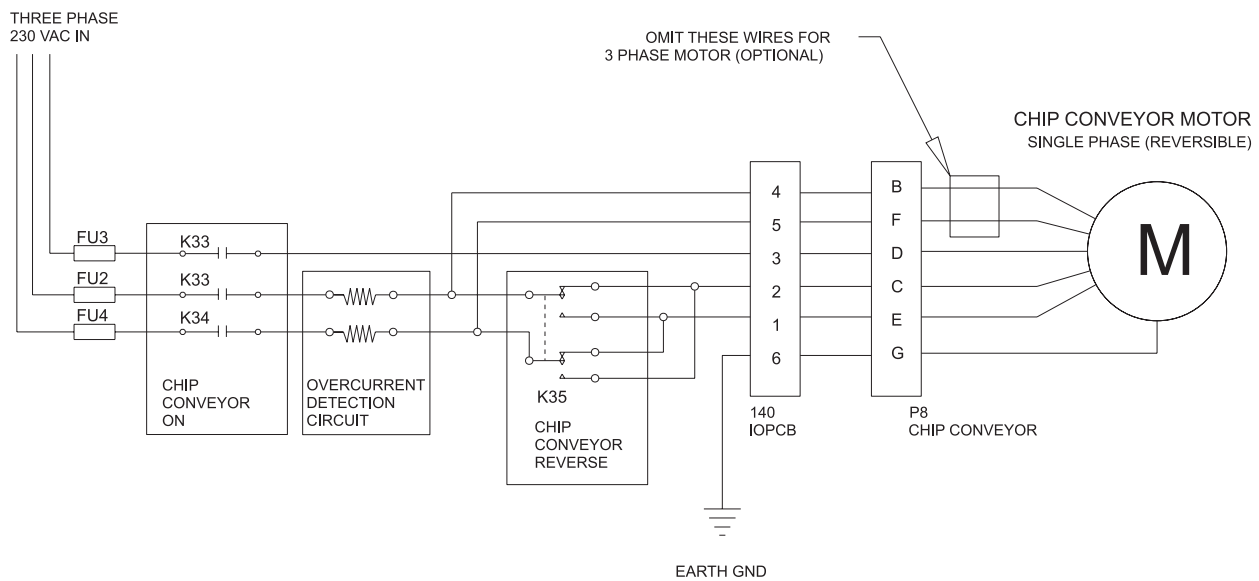 THREE PHASE
230 VAC IN
OMIT THESE WIRES FOR
3 PHASE MOTOR (OPTIONAL)
CHIP CONVEYOR MOTOR
SINGLE PHASE (REVERSIBLE)
FU3
FU2
FU4
K33
K33
K34
CHIP
CONVEYOR
ON
OVERCURRENT
DETECTION
CIRCUIT
K35
CHIP
CONVEYOR
REVERSE
4
5
3
2
1
6
140
IOPCB
B
F
D
C
E
G
P8
CHIP CONVEYOR
M
EARTH GND